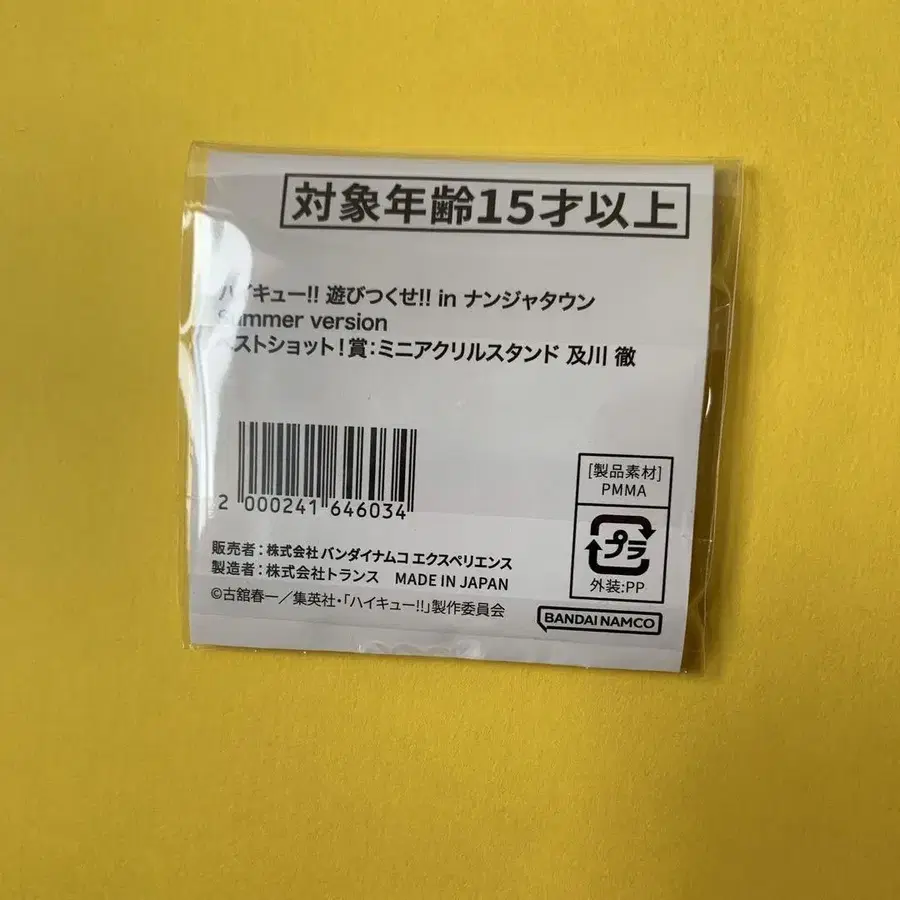 対象年齢15才以上
ハイキュー!! 遊びつくせ!! in ナンジャタウン
Summer version
ベストショット!賞:ミニアクリルスタンド 及川 徹
2 000241 646034
[製品素材]
PMMA
プラ
外装:PP
販売者:株式会社 バンダイナムコ エクスペリエンス
製造者:株式会社トランス MADE IN JAPAN
©古舘春一/集英社・「ハイキュー!!」製作委員会
BANDAI NAMCO